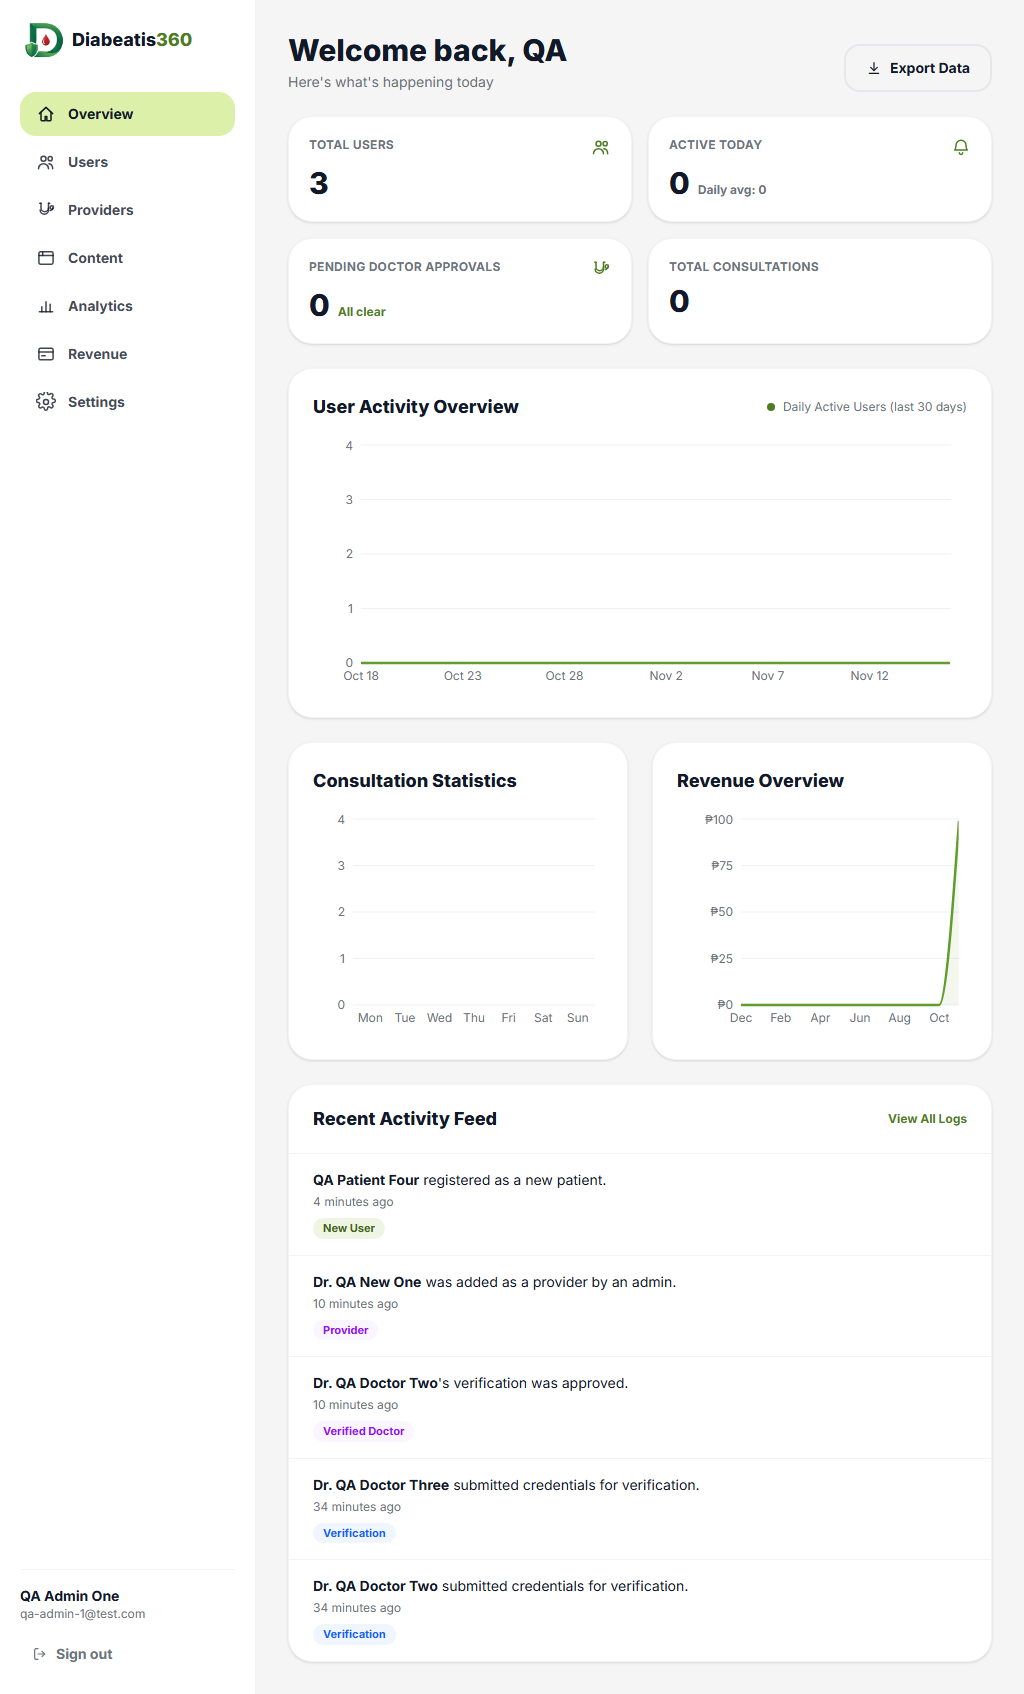 Diabeatis360
Overview
Users
Providers
Content
Analytics
Revenue
Settings
QA Admin One
qa-admin-1@test.com
Sign out
Welcome back, QA
Here's what's happening today
Export Data
TOTAL USERS
3
ACTIVE TODAY
0 Daily avg: 0
PENDING DOCTOR APPROVALS
0 All clear
TOTAL CONSULTATIONS
0
User Activity Overview
Daily Active Users (last 30 days)
4
3
2
1
0
Oct 18 Oct 23 Oct 28 Nov 2 Nov 7 Nov 12
Consultation Statistics
4
3
2
1
0
Mon Tue Wed Thu Fri Sat Sun
Revenue Overview
₱100
₱75
₱50
₱25
₱0
Dec Feb Apr Jun Aug Oct
Recent Activity Feed
View All Logs
QA Patient Four registered as a new patient.
4 minutes ago
New User
Dr. QA New One was added as a provider by an admin.
10 minutes ago
Provider
Dr. QA Doctor Two's verification was approved.
10 minutes ago
Verified Doctor
Dr. QA Doctor Three submitted credentials for verification.
34 minutes ago
Verification
Dr. QA Doctor Two submitted credentials for verification.
34 minutes ago
Verification